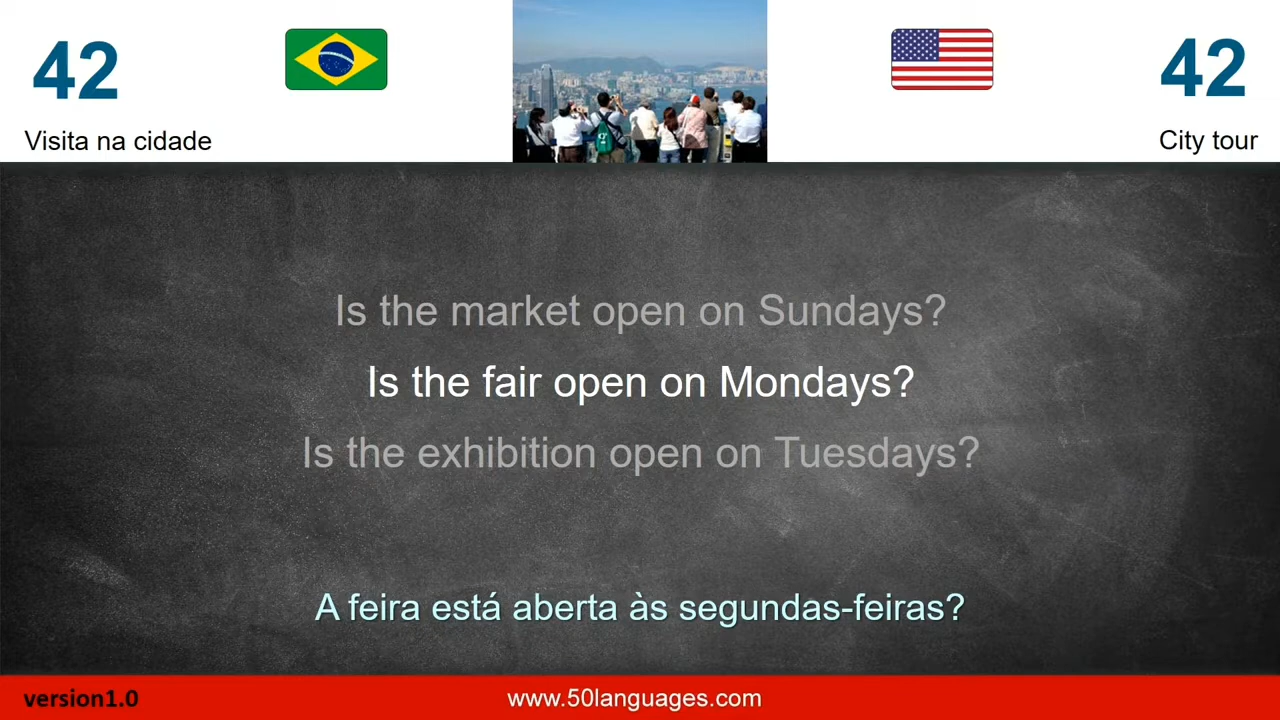 42
Visita na cidade
42
City tour
Is the market open on Sundays?
Is the fair open on Mondays?
Is the exhibition open on Tuesdays?
A feira está aberta às segundas-feiras?
version1.0
www.50languages.com